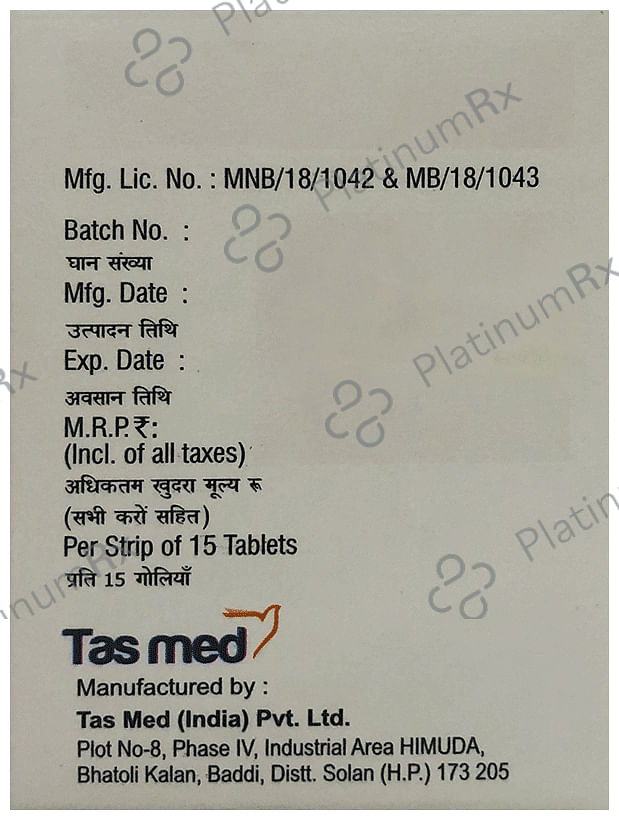 Mfg. Lic. No. : MNB/18/1042 & MB/18/1043
Batch No. :
घान संख्या
Mfg. Date :
उत्पादन तिथि
Exp. Date :
अवसान तिथि
M.R.P.₹:
(Incl. of all taxes)
अधिकतम खुदरा मूल्य रू
(सभी करों सहित)
Per Strip of 15 Tablets
प्रति 15 गोलियाँ
Tas med
Manufactured by :
Tas Med (India) Pvt. Ltd.
Plot No-8, Phase IV, Industrial Area HIMUDA,
Bhatoli Kalan, Baddi, Distt. Solan (H.P.) 173 205
PlatinumRx
PlatinumRx